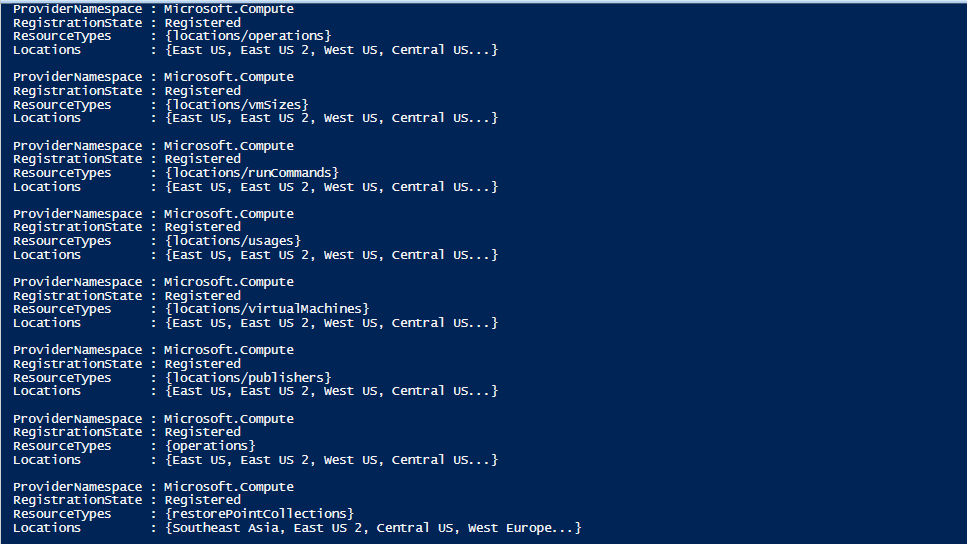 ProviderNamespace : Microsoft.Compute
RegistrationState : Registered
ResourceTypes     : {locations/operations}
Locations         : {East US, East US 2, West US, Central US...}

ProviderNamespace : Microsoft.Compute
RegistrationState : Registered
ResourceTypes     : {locations/vmSizes}
Locations         : {East US, East US 2, West US, Central US...}

ProviderNamespace : Microsoft.Compute
RegistrationState : Registered
ResourceTypes     : {locations/runCommands}
Locations         : {East US, East US 2, West US, Central US...}

ProviderNamespace : Microsoft.Compute
RegistrationState : Registered
ResourceTypes     : {locations/usages}
Locations         : {East US, East US 2, West US, Central US...}

ProviderNamespace : Microsoft.Compute
RegistrationState : Registered
ResourceTypes     : {locations/virtualMachines}
Locations         : {East US, East US 2, West US, Central US...}

ProviderNamespace : Microsoft.Compute
RegistrationState : Registered
ResourceTypes     : {locations/publishers}
Locations         : {East US, East US 2, West US, Central US...}

ProviderNamespace : Microsoft.Compute
RegistrationState : Registered
ResourceTypes     : {operations}
Locations         : {East US, East US 2, West US, Central US...}

ProviderNamespace : Microsoft.Compute
RegistrationState : Registered
ResourceTypes     : {restorePointCollections}
Locations         : {Southeast Asia, East US 2, Central US, West Europe...}